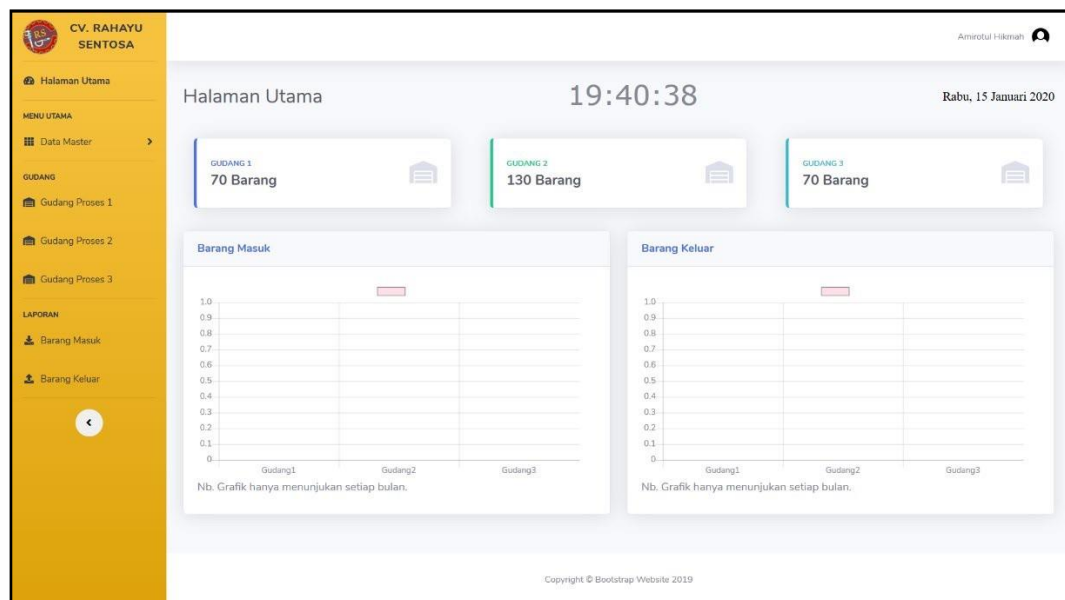 CV. RAHAYU
SENTOSA
Amirotul Hikmah
Halaman Utama
MENU UTAMA
Data Master
GUDANG
Gudang Proses 1
Gudang Proses 2
Gudang Proses 3
LAPORAN
Barang Masuk
Barang Keluar
Halaman Utama
19:40:38
Rabu, 15 Januari 2020
GUDANG 1
70 Barang
GUDANG 2
130 Barang
GUDANG 3
70 Barang
Barang Masuk
1.0
0.9
0.8
0.7
0.6
0.5
0.4
0.3
0.2
0.1
0
Gudang1 Gudang2 Gudang3
Nb. Grafik hanya menunjukan setiap bulan.
Barang Keluar
1.0
0.9
0.8
0.7
0.6
0.5
0.4
0.3
0.2
0.1
0
Gudang1 Gudang2 Gudang3
Nb. Grafik hanya menunjukan setiap bulan.
Copyright © Bootstrap Website 2019